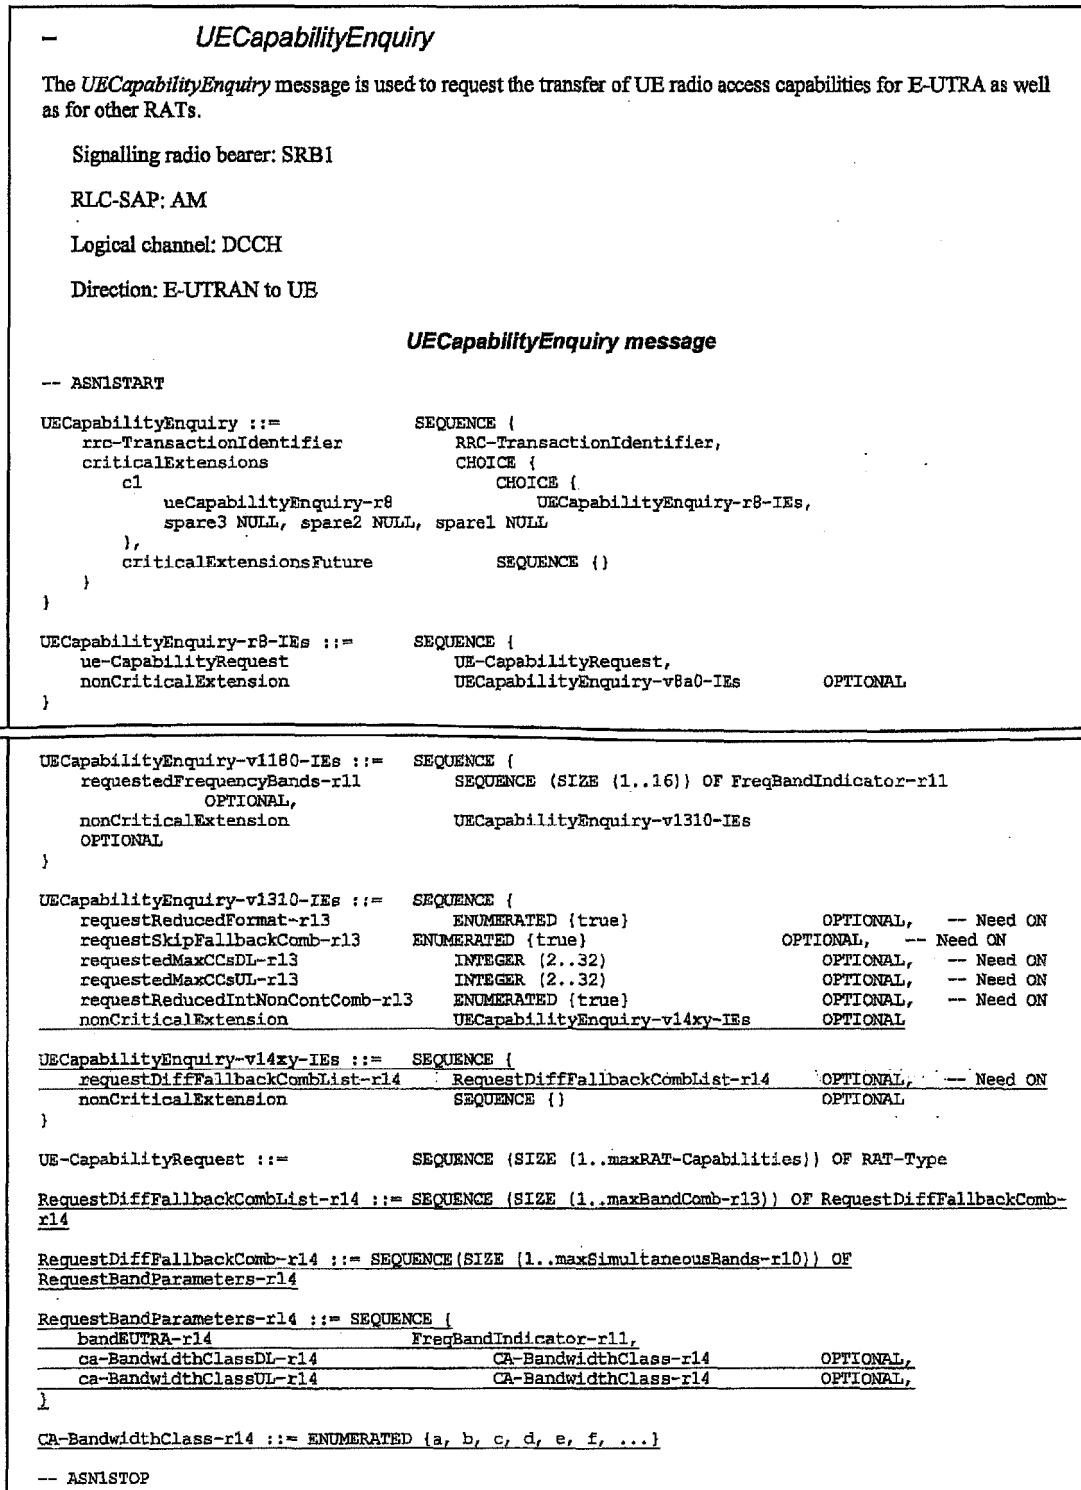 – UECapabilityEnquiry
The UECapabilityEnquiry message is used to request the transfer of UE radio access capabilities for E-UTRA as well
as for other RATs.
Signalling radio bearer: SRB1
RLC-SAP: AM
Logical channel: DCCH
Direction: E-UTRAN to UE
UECapabilityEnquiry message
-- ASN1START
UECapabilityEnquiry ::= SEQUENCE {
rrc-TransactionIdentifier RRC-TransactionIdentifier,
criticalExtensions CHOICE {
c1 CHOICE {
ueCapabilityEnquiry-r8 UECapabilityEnquiry-r8-IEs,
spare3 NULL, spare2 NULL, spare1 NULL
},
criticalExtensionsFuture SEQUENCE {}
}
}
UECapabilityEnquiry-r8-IEs ::= SEQUENCE {
ue-CapabilityRequest UE-CapabilityRequest,
nonCriticalExtension UECapabilityEnquiry-v8a0-IEs OPTIONAL
}
UECapabilityEnquiry-v1180-IEs ::= SEQUENCE {
requestedFrequencyBands-r11 SEQUENCE (SIZE (1..16)) OF FreqBandIndicator-r11
OPTIONAL,
nonCriticalExtension UECapabilityEnquiry-v1310-IEs
OPTIONAL
}
UECapabilityEnquiry-v1310-IEs ::= SEQUENCE {
requestReducedFormat-r13 ENUMERATED {true} OPTIONAL, -- Need ON
requestSkipFallbackComb-r13 ENUMERATED {true} OPTIONAL, -- Need ON
requestedMaxCCsDL-r13 INTEGER (2..32) OPTIONAL, -- Need ON
requestedMaxCCsUL-r13 INTEGER (2..32) OPTIONAL, -- Need ON
requestReducedIntNonContComb-r13 ENUMERATED {true} OPTIONAL, -- Need ON
nonCriticalExtension UECapabilityEnquiry-v14xy-IEs OPTIONAL
UECapabilityEnquiry-v14xy-IEs ::= SEQUENCE {
requestDiffFallbackCombList-r14 RequestDiffFallbackCombList-r14 OPTIONAL, -- Need ON
nonCriticalExtension SEQUENCE {} OPTIONAL
}
UE-CapabilityRequest ::= SEQUENCE (SIZE (1..maxRAT-Capabilities)) OF RAT-Type
RequestDiffFallbackCombList-r14 ::= SEQUENCE (SIZE (1..maxBandComb-r13)) OF RequestDiffFallbackComb-
r14
RequestDiffFallbackComb-r14 ::= SEQUENCE(SIZE (1..maxSimultaneousBands-r10)) OF
RequestBandParameters-r14
RequestBandParameters-r14 ::= SEQUENCE {
bandEUTRA-r14 FreqBandIndicator-r11,
ca-BandwidthClassDL-r14 CA-BandwidthClass-r14 OPTIONAL,
ca-BandwidthClassUL-r14 CA-BandwidthClass-r14 OPTIONAL,
}
CA-BandwidthClass-r14 ::= ENUMERATED {a, b, c, d, e, f, ...}
-- ASN1STOP